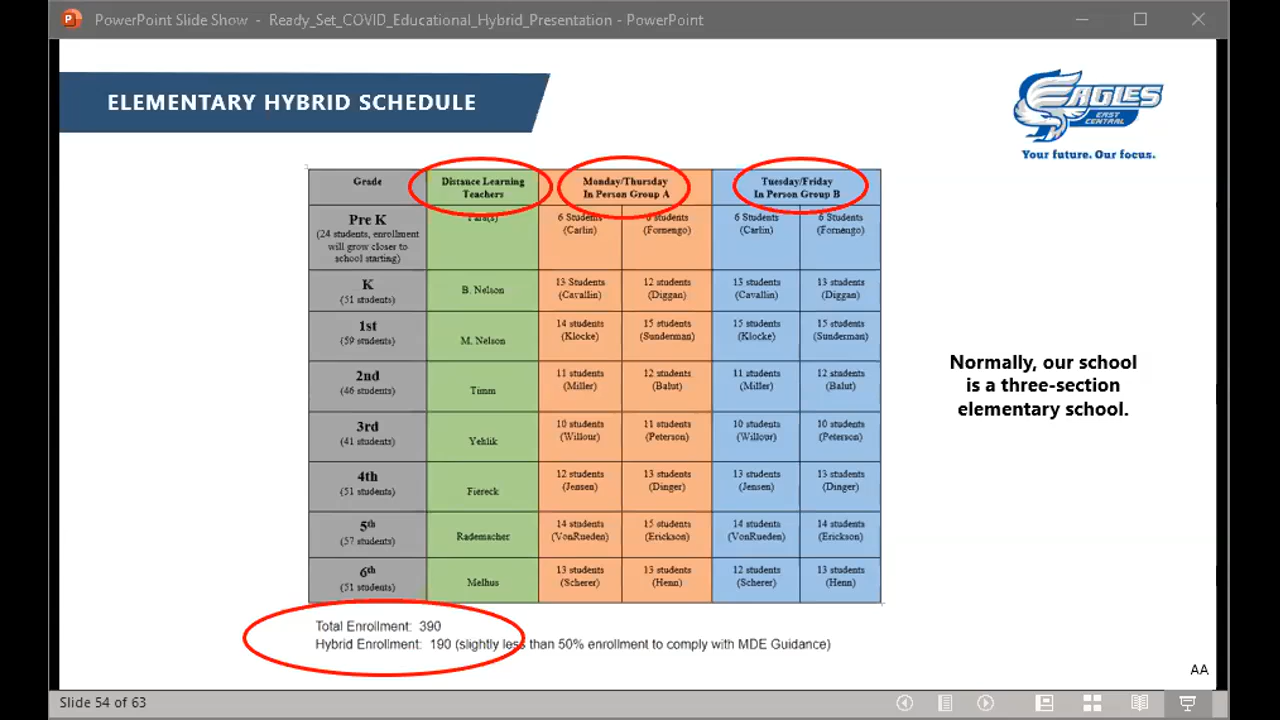 PowerPoint Slide Show - Ready_Set_COVID_Educational_Hybrid_Presentation - PowerPoint
ELEMENTARY HYBRID SCHEDULE
EAGLES
EAST
CENTRAL
Your future. Our focus.
Grade
Distance Learning
Teachers
Monday/Thursday
In Person Group A
Tuesday/Friday
In Person Group B
Pre K
(24 students, enrollment
will grow closer to
school starting)
Para(s)
6 Students
(Carlin)
6 students
(Fornengo)
6 Students
(Carlin)
6 Students
(Fornengo)
K
(51 students)
B. Nelson
13 Students
(Cavallin)
12 students
(Diggan)
13 students
(Cavallin)
13 students
(Diggan)
1st
(59 students)
M. Nelson
14 students
(Klocke)
15 students
(Sunderman)
15 students
(Klocke)
15 students
(Sunderman)
2nd
(46 students)
Timm
11 students
(Miller)
12 students
(Balut)
11 students
(Miller)
12 students
(Balut)
3rd
(41 students)
Yehlik
10 students
(Willour)
11 students
(Peterson)
10 students
(Willour)
10 students
(Peterson)
4th
(51 students)
Fiereck
12 students
(Jensen)
13 students
(Dinger)
13 students
(Jensen)
13 students
(Dinger)
5th
(57 students)
Rademacher
14 students
(VonRueden)
15 students
(Erickson)
14 students
(VonRueden)
14 students
(Erickson)
6th
(51 students)
Melhus
13 students
(Scherer)
13 students
(Henn)
12 students
(Scherer)
13 students
(Henn)
Normally, our school
is a three-section
elementary school.
Total Enrollment: 390
Hybrid Enrollment: 190 (slightly less than 50% enrollment to comply with MDE Guidance)
AA
Slide 54 of 63